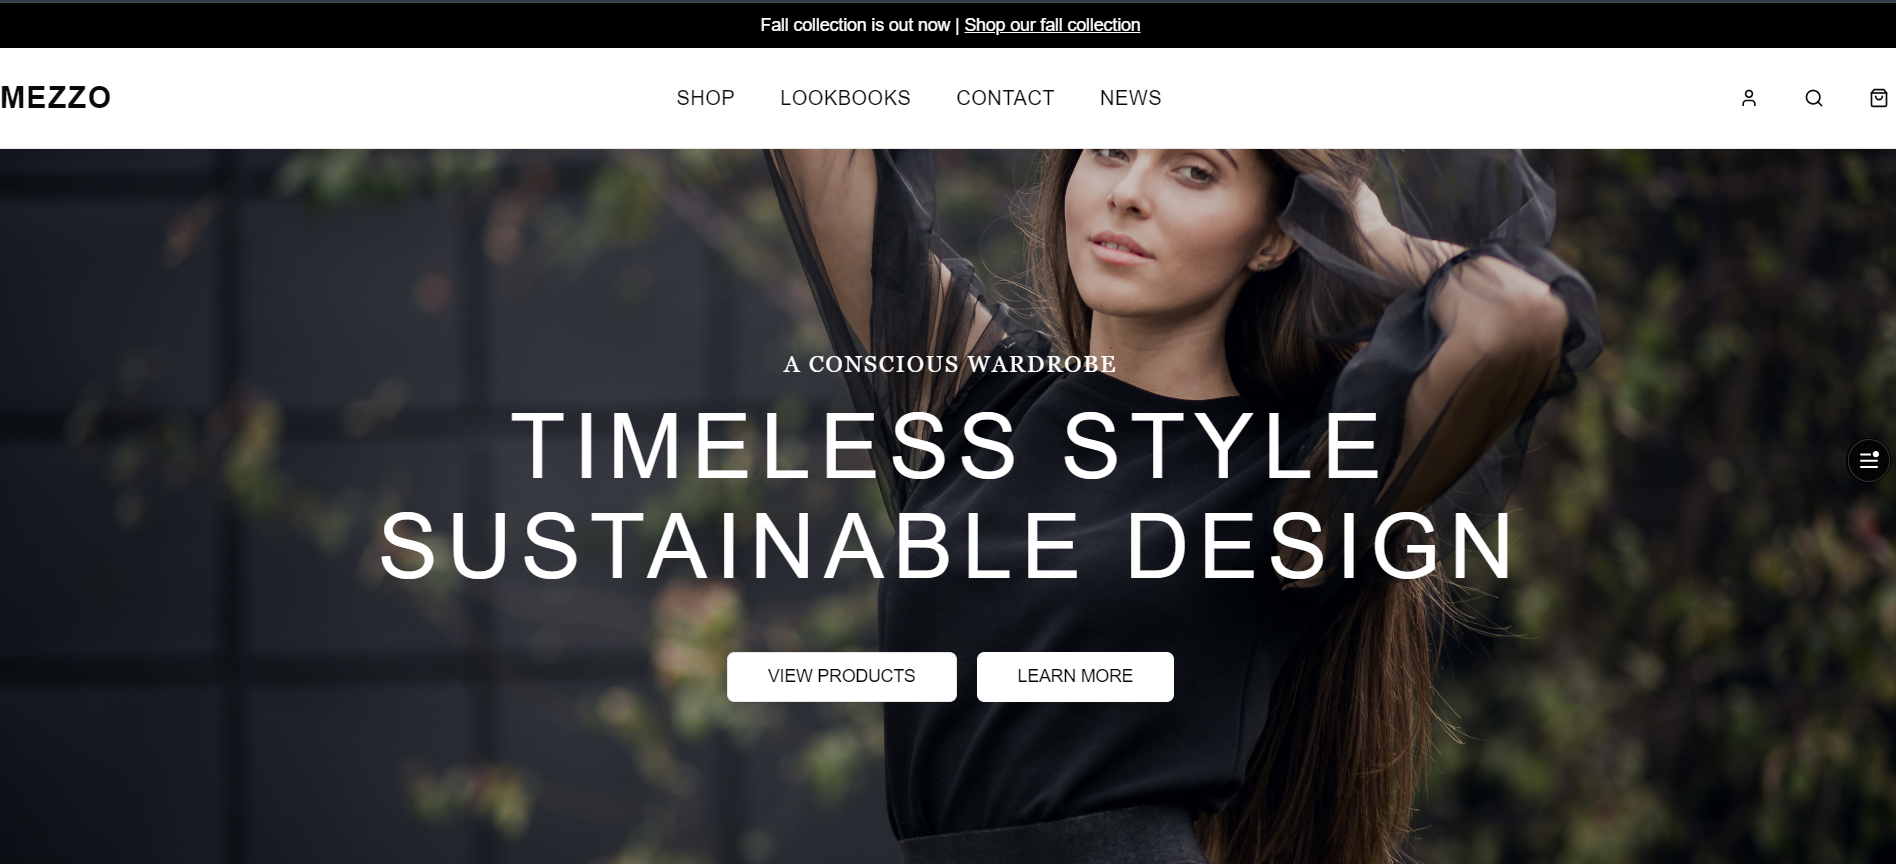 Fall collection is out now | Shop our fall collection
MEZZO
SHOP LOOKBOOKS CONTACT NEWS
A CONSCIOUS WARDROBE
TIMELESS STYLE
SUSTAINABLE DESIGN
VIEW PRODUCTS LEARN MORE